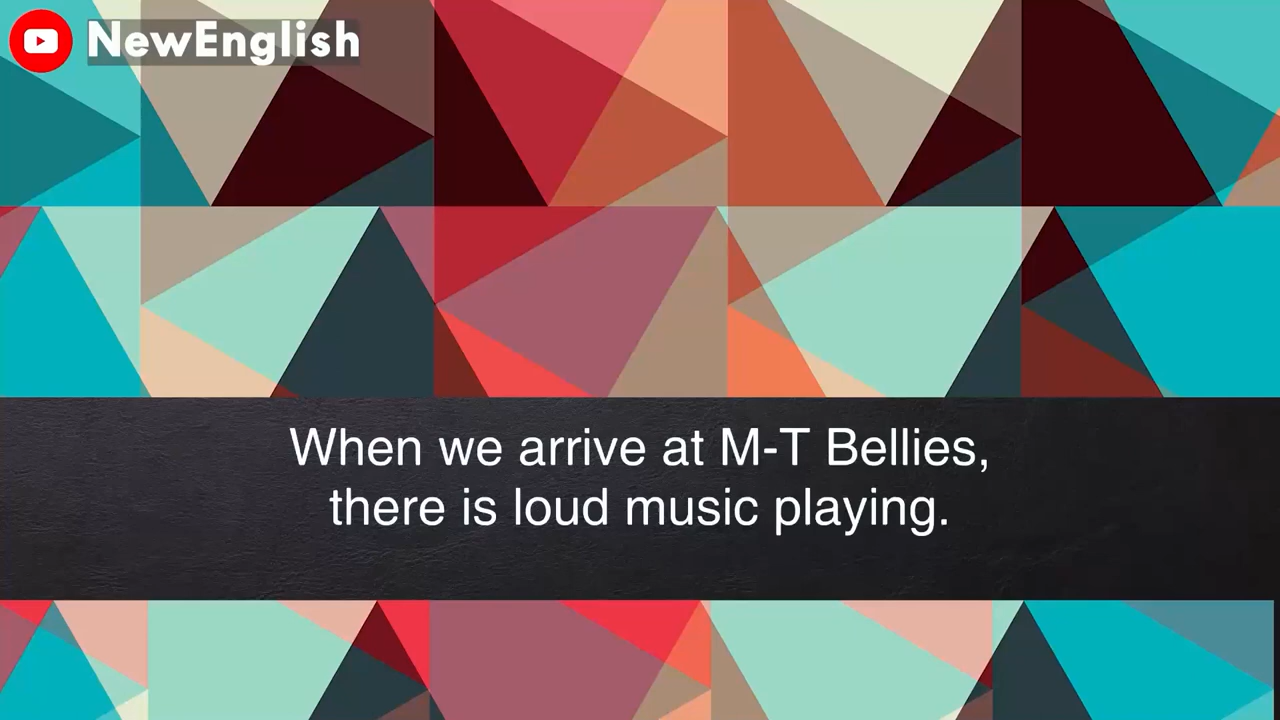 NewEnglish
When we arrive at M-T Bellies,
there is loud music playing.